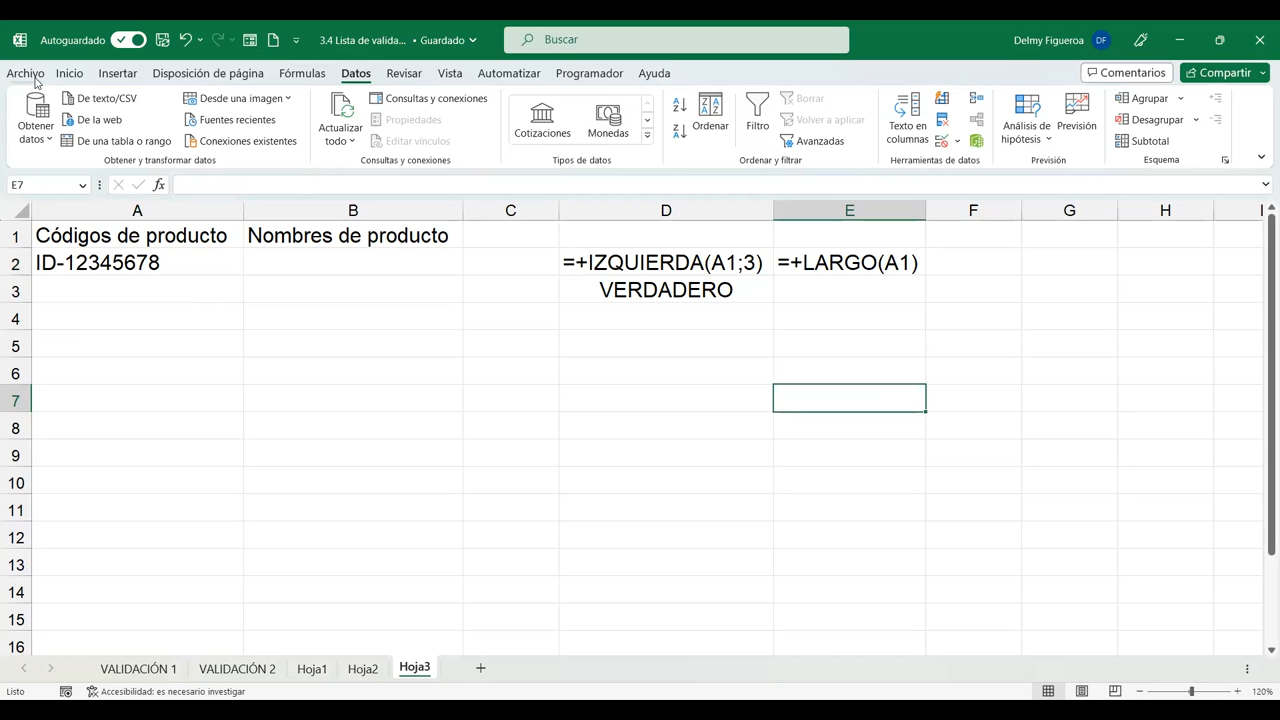 Autoguardado
3.4 Lista de valida... • Guardado
Buscar
Delmy Figueroa DF
Archivo Inicio Insertar Disposición de página Fórmulas Datos Revisar Vista Automatizar Programador Ayuda
Comentarios Compartir
Obtener datos
De texto/CSV
De la web
De una tabla o rango
Desde una imagen
Fuentes recientes
Conexiones existentes
Obtener y transformar datos
Actualizar todo
Consultas y conexiones
Propiedades
Editar vínculos
Consultas y conexiones
Cotizaciones
Monedas
Tipos de datos
Ordenar
Filtro
Borrar
Volver a aplicar
Avanzadas
Ordenar y filtrar
Texto en columnas
Herramientas de datos
Análisis de hipótesis
Previsión
Previsión
Agrupar
Desagrupar
Subtotal
Esquema
E7
fx
A B C D E F G H I
1 Códigos de producto Nombres de producto
2 ID-12345678 =+IZQUIERDA(A1;3) =+LARGO(A1)
3 VERDADERO
4
5
6
7
8
9
10
11
12
13
14
15
16
VALIDACIÓN 1 VALIDACIÓN 2 Hoja1 Hoja2 Hoja3
Listo
Accesibilidad: es necesario investigar
120%